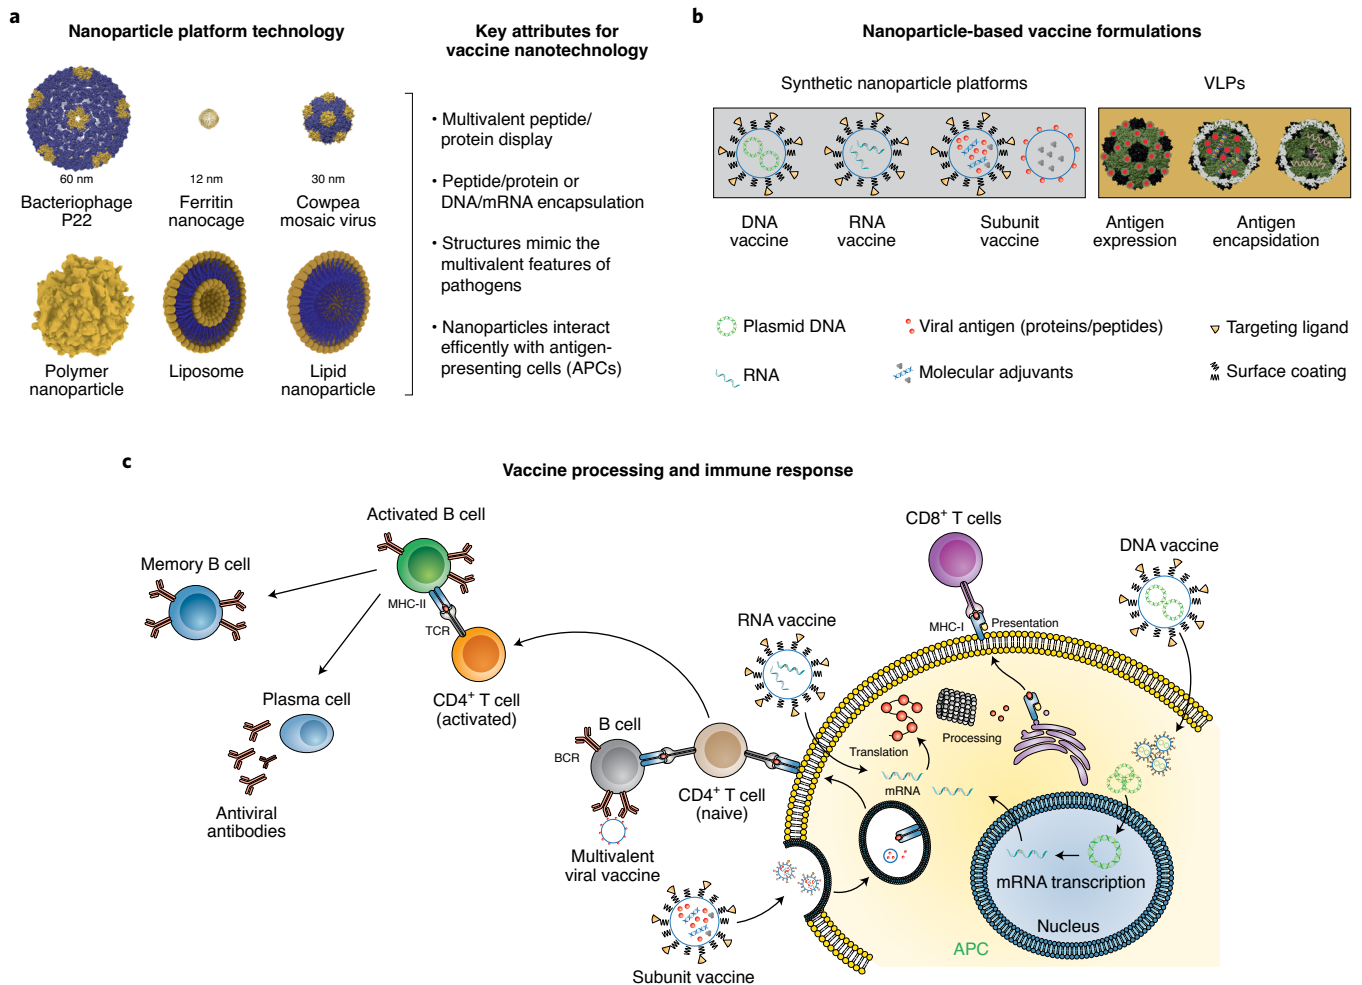 a
Nanoparticle platform technology
60 nm
12 nm
30 nm
Bacteriophage
P22
Ferritin
nanocage
Cowpea
mosaic virus
Polymer
nanoparticle
Liposome
Lipid
nanoparticle
Key attributes for
vaccine nanotechnology
• Multivalent peptide/
protein display
• Peptide/protein or
DNA/mRNA encapsulation
• Structures mimic the
multivalent features of
pathogens
• Nanoparticles interact
efficently with antigen-
presenting cells (APCs)
b
Nanoparticle-based vaccine formulations
Synthetic nanoparticle platforms
VLPs
DNA
vaccine
RNA
vaccine
Subunit
vaccine
Antigen
expression
Antigen
encapsidation
Plasmid DNA
Viral antigen (proteins/peptides)
Targeting ligand
RNA
Molecular adjuvants
Surface coating
c
Vaccine processing and immune response
Activated B cell
Memory B cell
MHC-II
TCR
CD4+ T cell
(activated)
Plasma cell
Antiviral
antibodies
B cell
BCR
CD4+ T cell
(naive)
Multivalent
viral vaccine
Subunit vaccine
RNA vaccine
CD8+ T cells
MHC-I
Presentation
DNA vaccine
Translation
Processing
mRNA
mRNA transcription
Nucleus
APC